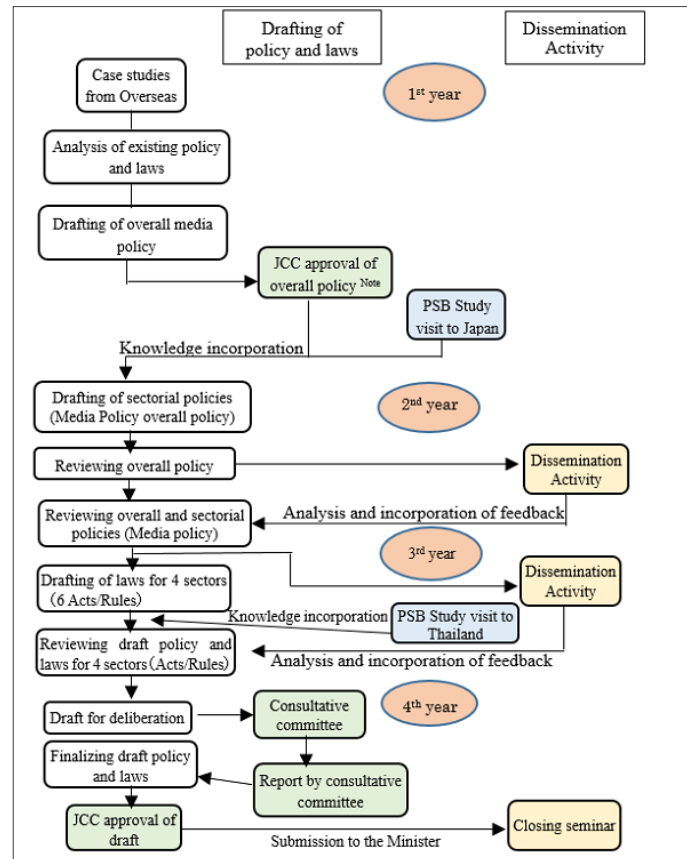 Drafting of
policy and laws
Dissemination
Activity
Case studies
from Overseas
1st year
Analysis of existing policy
and laws
Drafting of overall media
policy
JCC approval of
overall policy Note
PSB Study
visit to Japan
Knowledge incorporation
Drafting of sectorial policies
(Media Policy overall policy)
2nd year
Reviewing overall policy
Dissemination
Activity
Analysis and incorporation of feedback
Reviewing overall and sectorial
policies (Media policy)
3rd year
Drafting of laws for 4 sectors
(6 Acts/Rules)
Dissemination
Activity
Knowledge incorporation
PSB Study visit to
Thailand
Reviewing draft policy and
laws for 4 sectors (Acts/Rules)
Analysis and incorporation of feedback
4th year
Draft for deliberation
Consultative
committee
Finalizing draft policy
and laws
Report by consultative
committee
JCC approval of
draft
Submission to the Minister
Closing seminar